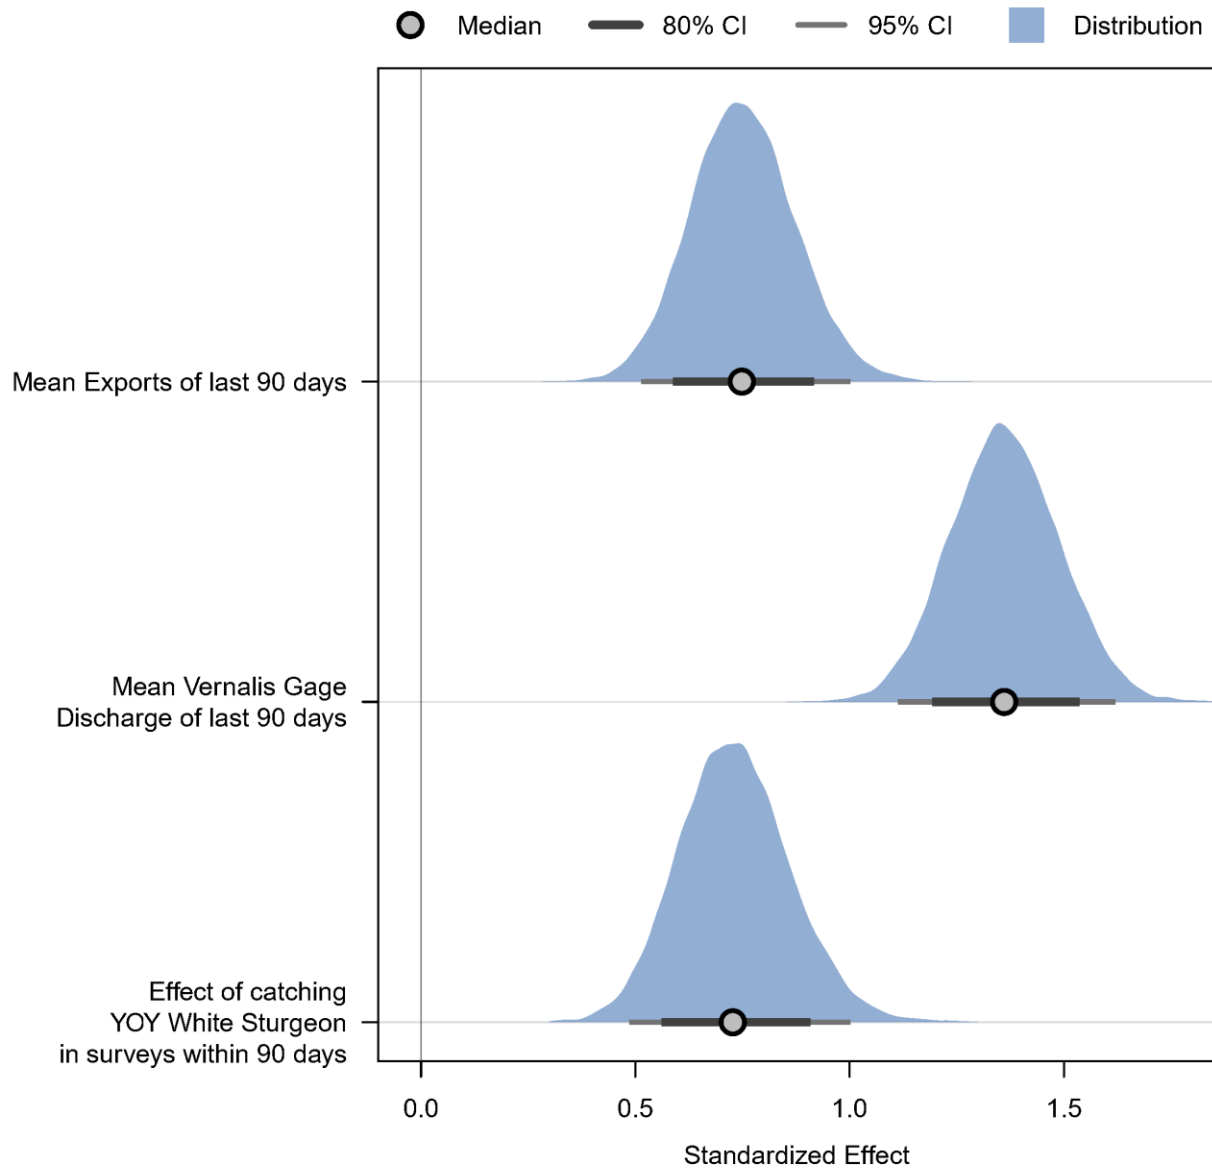 Median 80% CI 95% CI Distribution
Mean Exports of last 90 days
Mean Vernalis Gage
Discharge of last 90 days
Effect of catching
YOY White Sturgeon
in surveys within 90 days
0.0 0.5 1.0 1.5
Standardized Effect